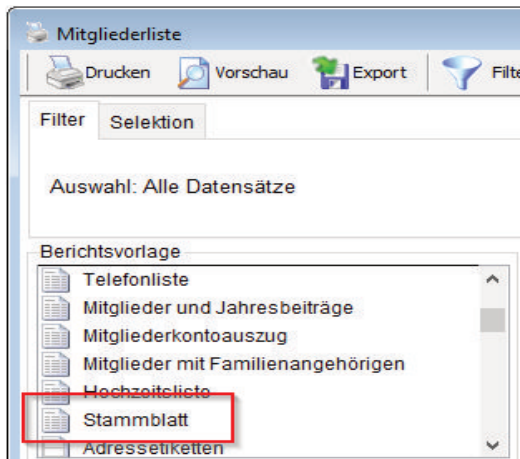 Mitgliederliste
Drucken Vorschau Export Filte
Filter Selektion
Auswahl: Alle Datensätze
Berichtsvorlage
Telefonliste
Mitglieder und Jahresbeiträge
Mitgliederkontoauszug
Mitglieder mit Familienangehörigen
Hochzeitsliste
Stammblatt
Adressetiketten